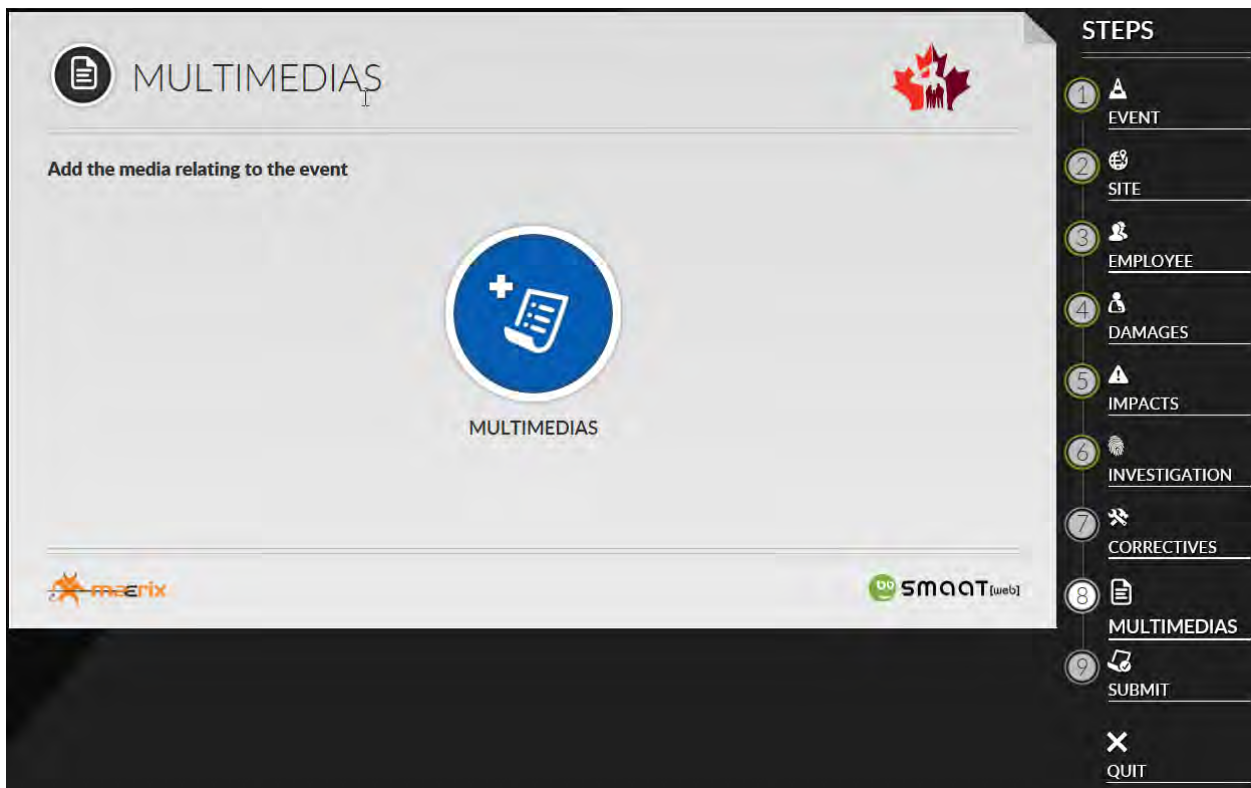 MULTIMEDIAS
Add the media relating to the event
MULTIMEDIAS
maerix
SMAAT[web]
STEPS
1
EVENT
2
SITE
3
EMPLOYEE
4
DAMAGES
5
IMPACTS
6
INVESTIGATION
7
CORRECTIVES
8
MULTIMEDIAS
9
SUBMIT
QUIT